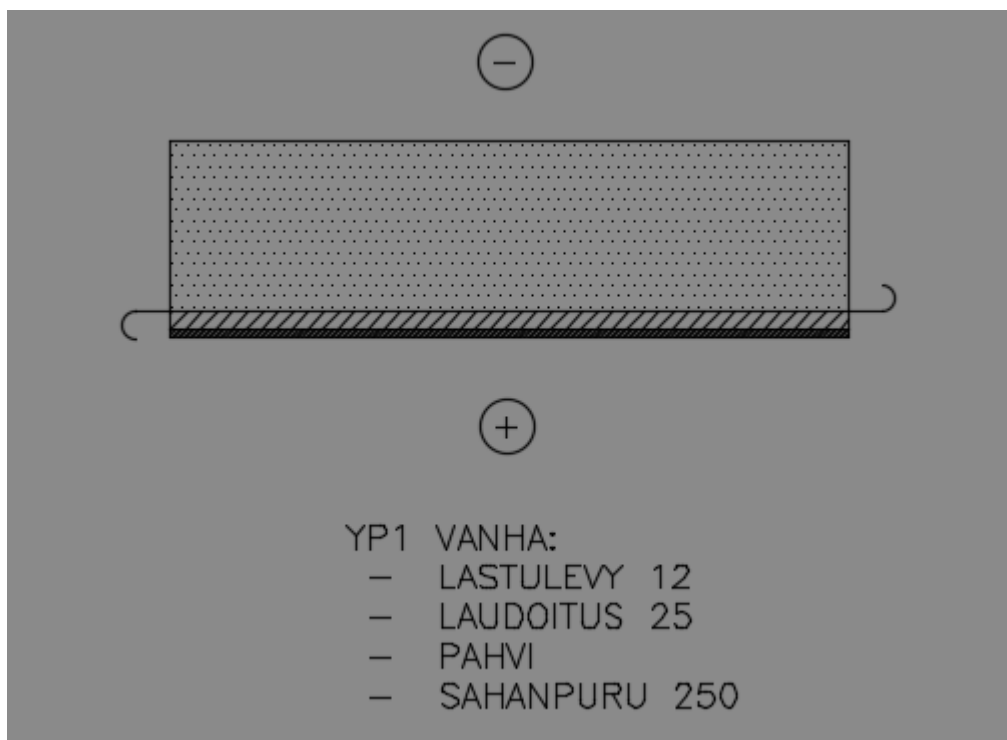 −
+
YP1 VANHA:
− LASTULEVY 12
− LAUDOITUS 25
− PAHVI
− SAHANPURU 250